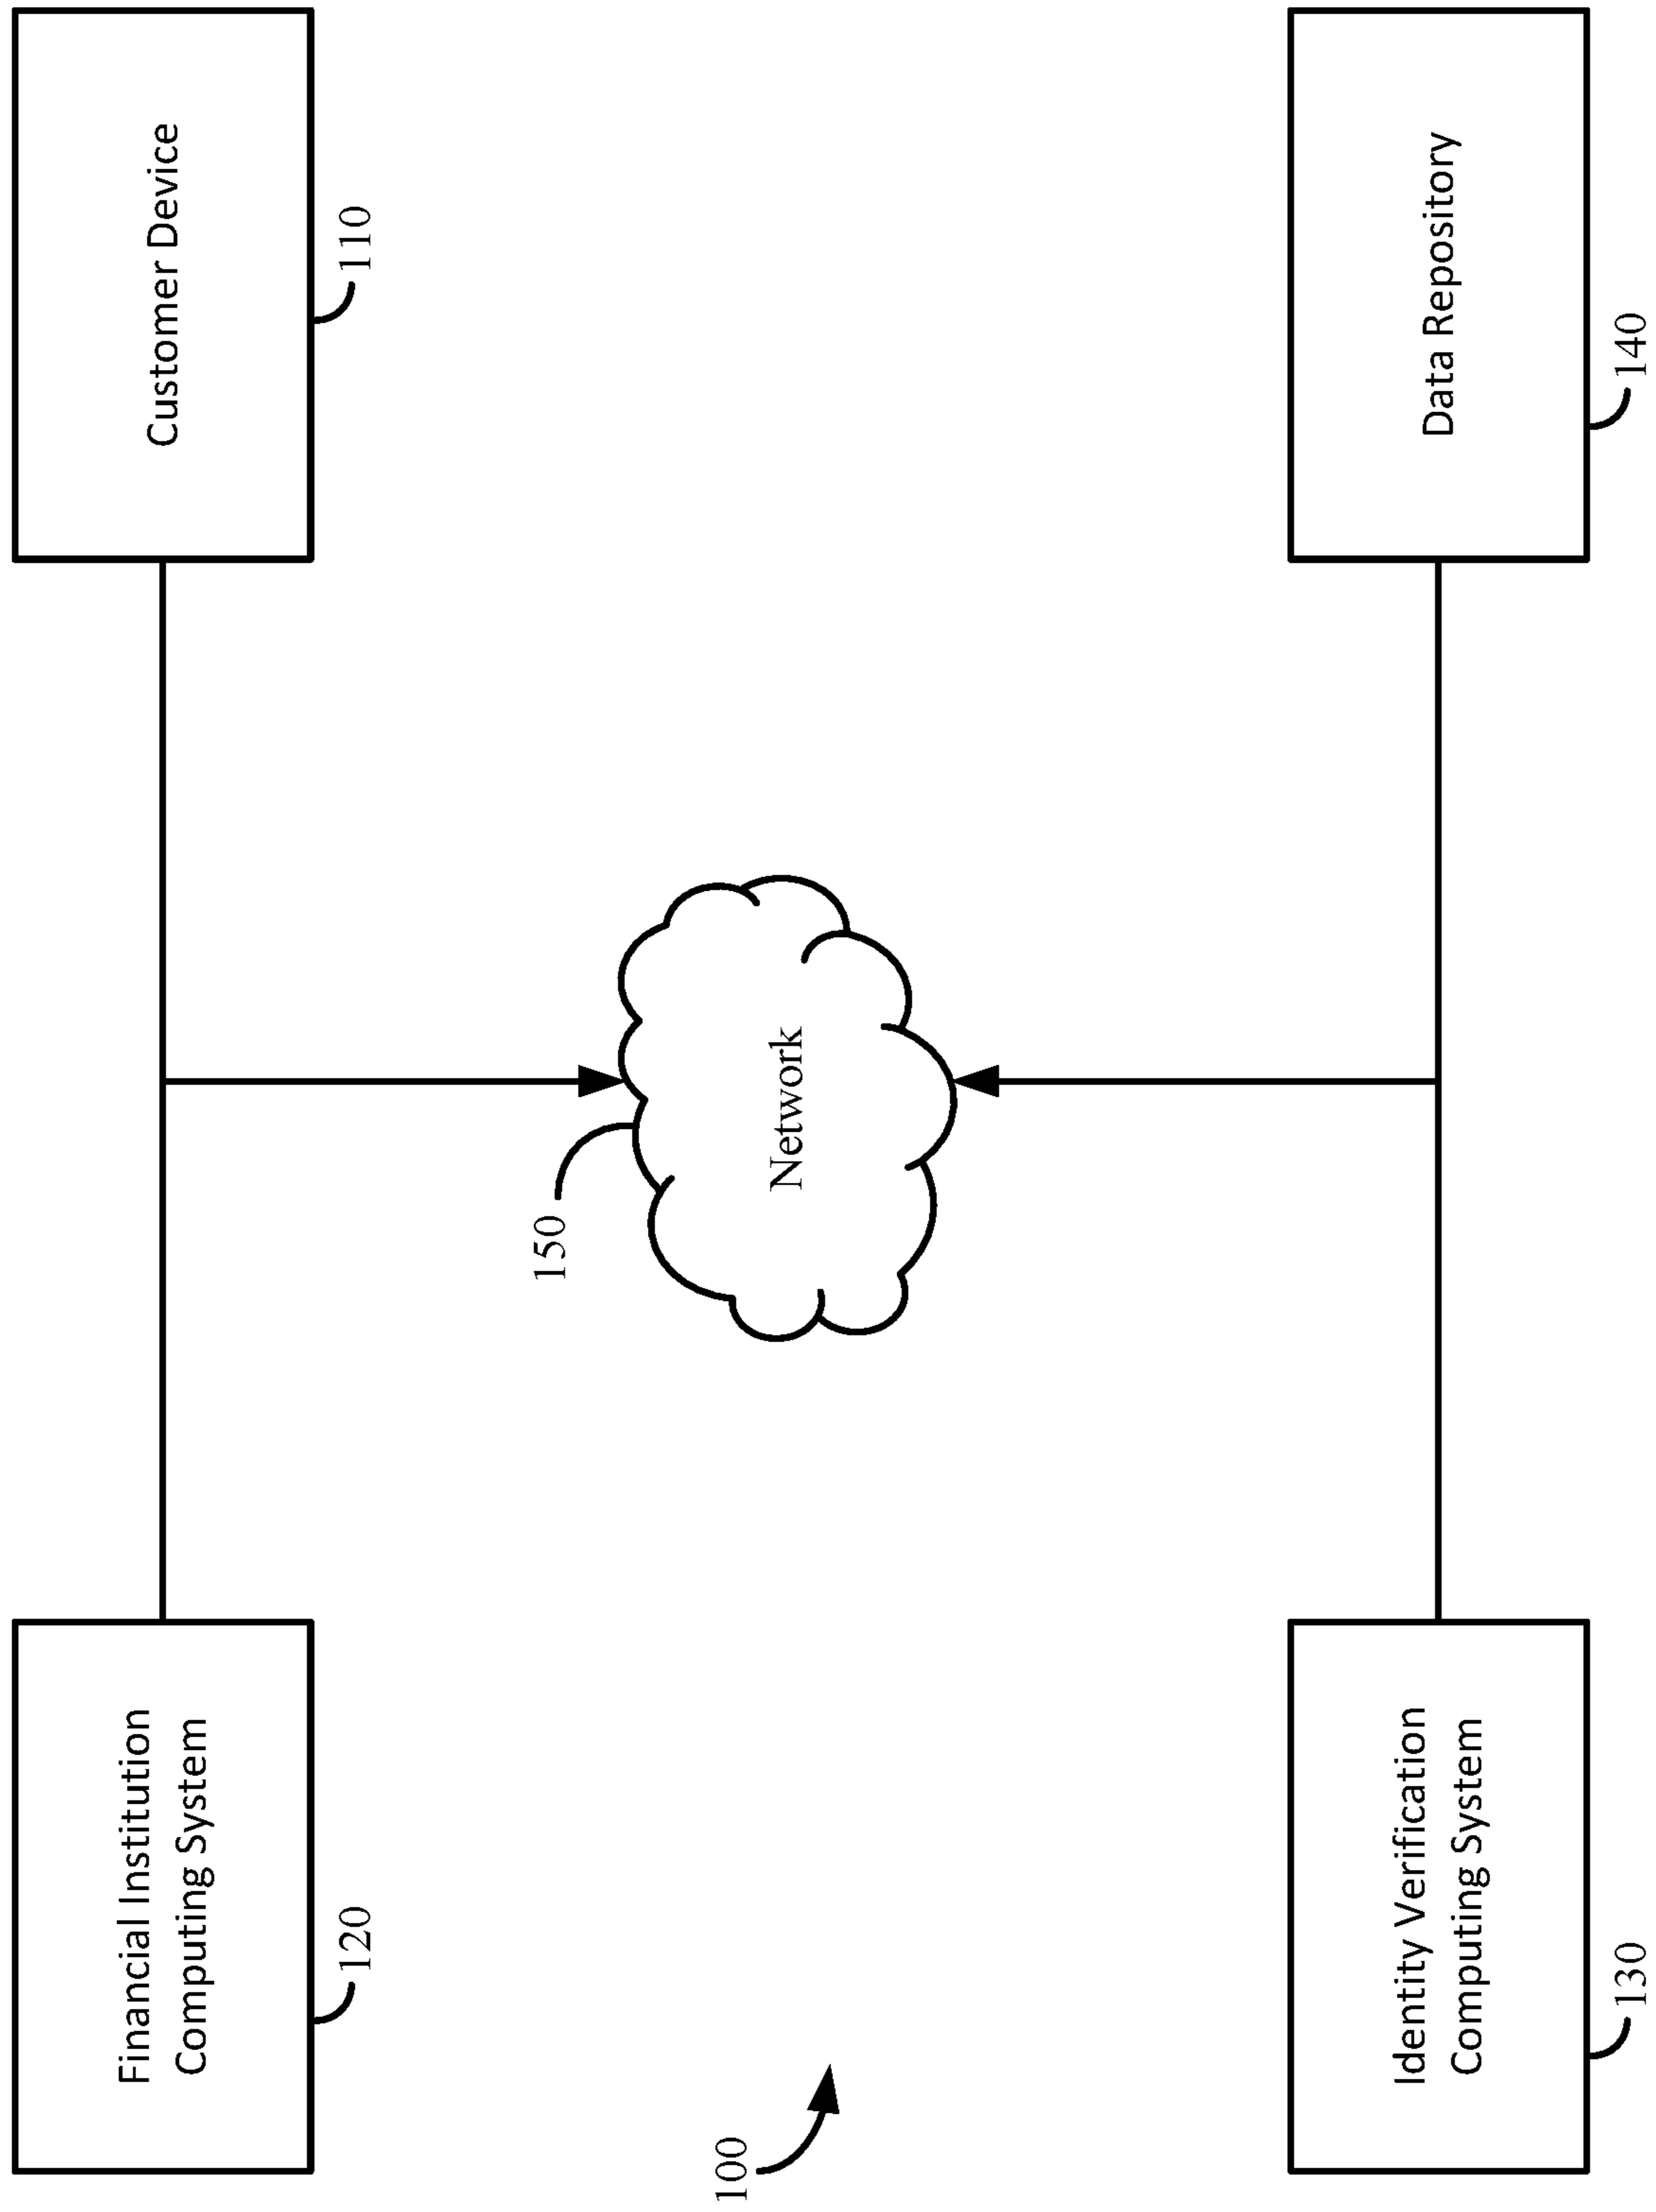 Financial Institution
Computing System
120
Customer Device
110
150
Network
100
Identity Verification
Computing System
130
Data Repository
140